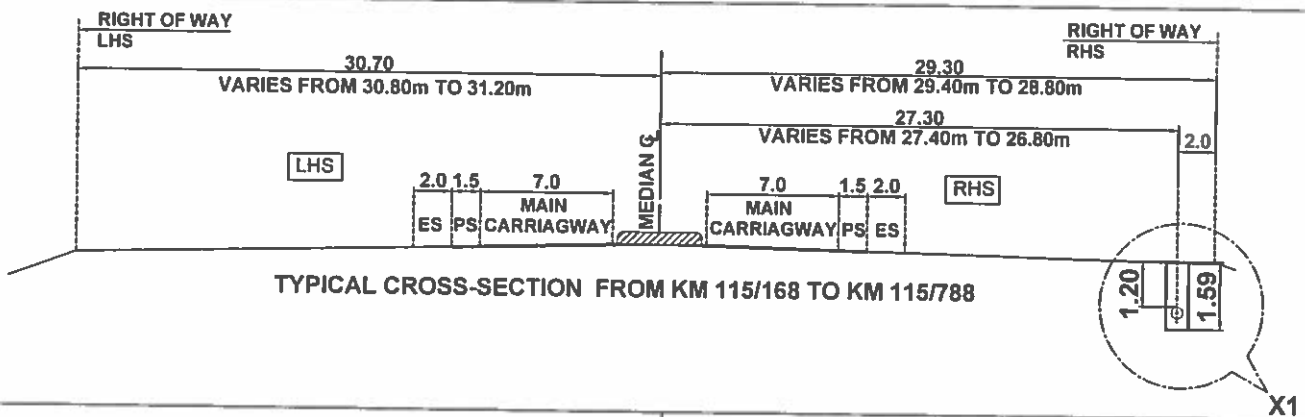 RIGHT OF WAY
LHS
RIGHT OF WAY
RHS
30.70
VARIES FROM 30.80m TO 31.20m
29.30
VARIES FROM 29.40m TO 28.80m
27.30
VARIES FROM 27.40m TO 26.80m
2.0
LHS
MEDIAN ℄
RHS
2.0 1.5 7.0
7.0 1.5 2.0
ES PS MAIN CARRIAGWAY
MAIN CARRIAGWAY PS ES
TYPICAL CROSS-SECTION FROM KM 115/168 TO KM 115/788
1.20
1.59
X1